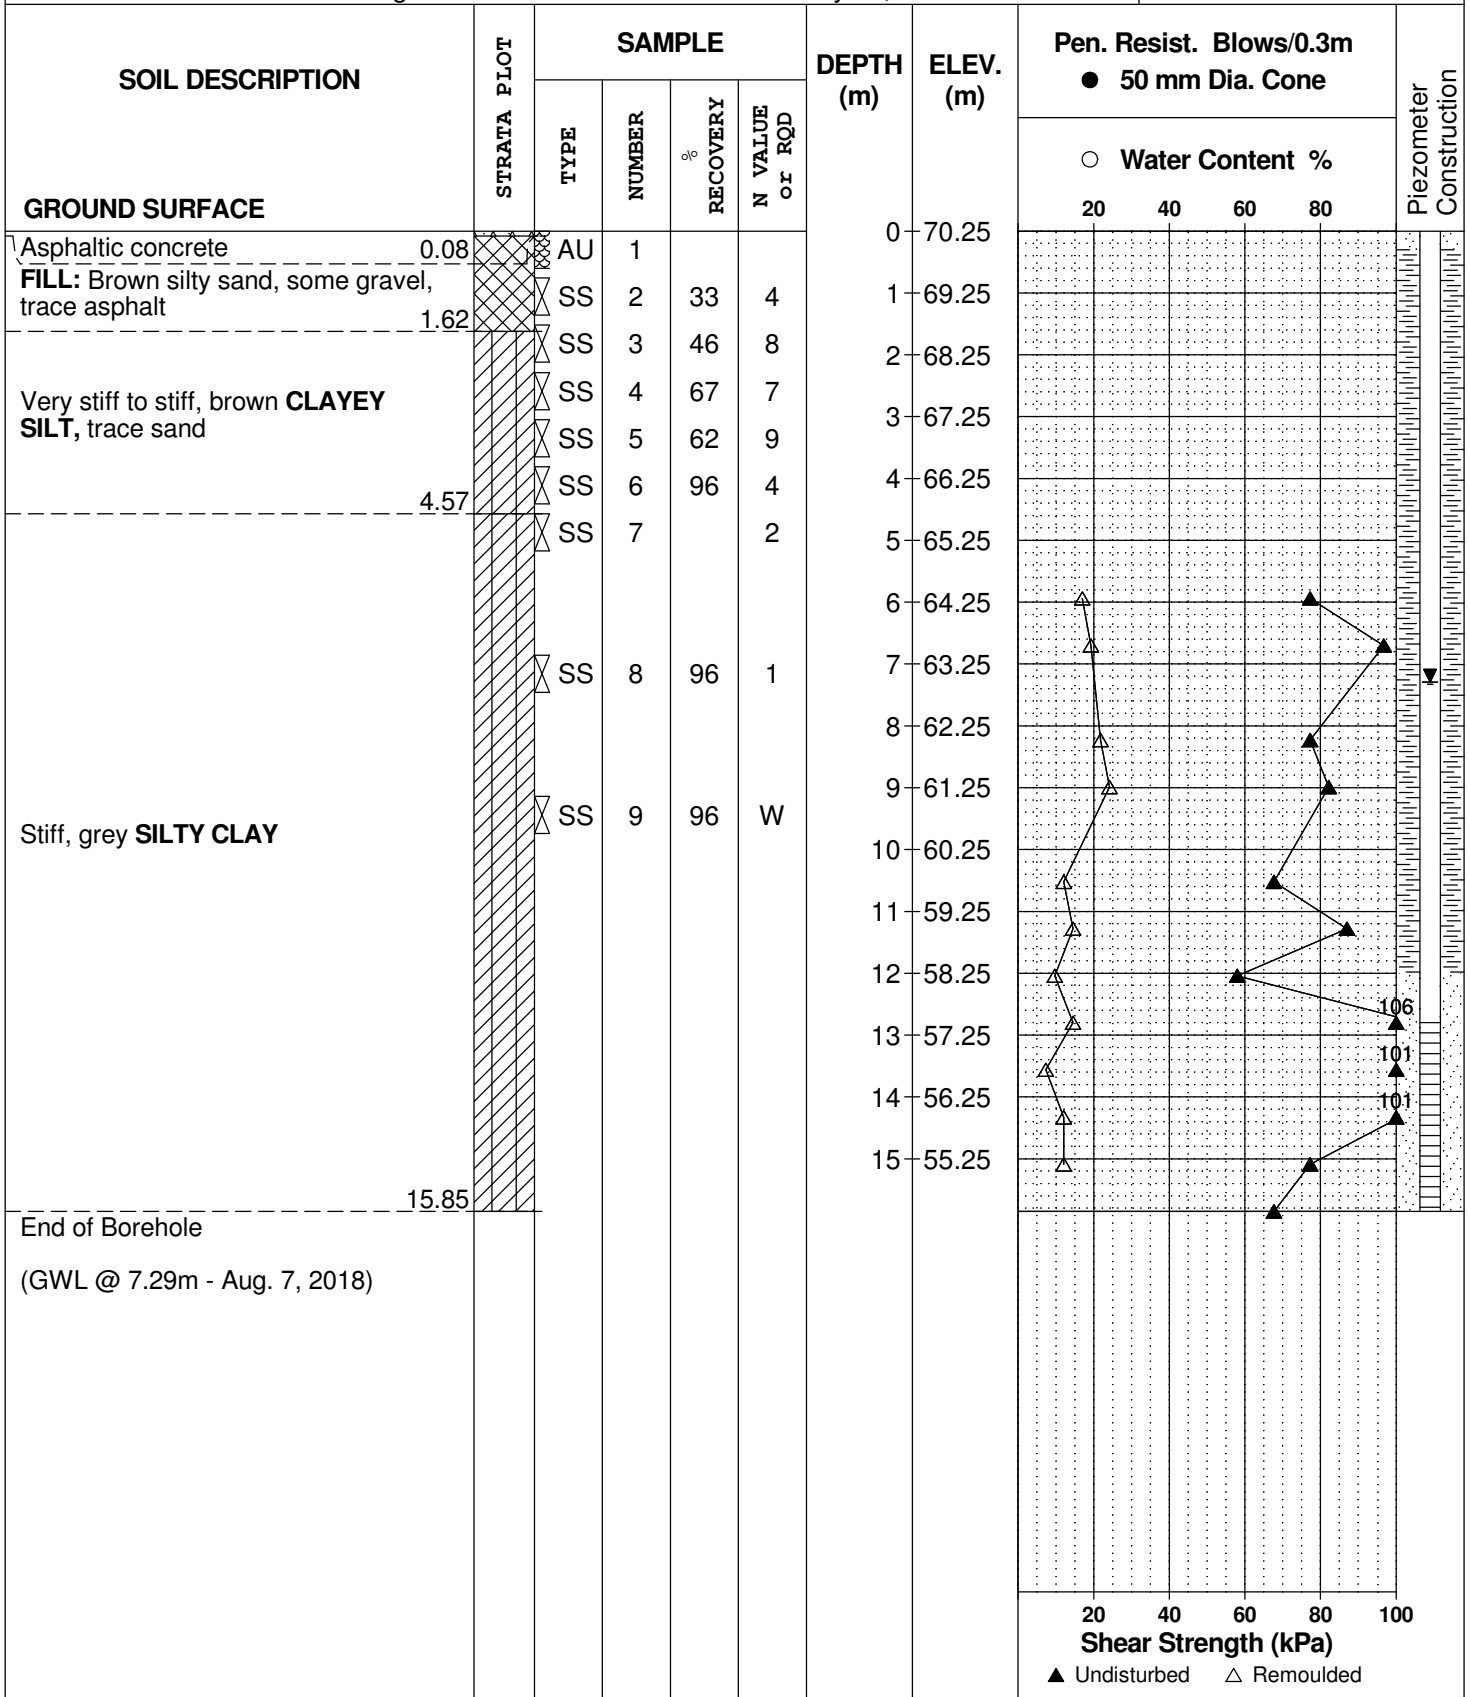 SOIL DESCRIPTION
GROUND SURFACE
STRATA PLOT
SAMPLE
TYPE
NUMBER
% RECOVERY
N VALUE or RQD
DEPTH (m)
ELEV. (m)
Pen. Resist. Blows/0.3m
● 50 mm Dia. Cone
○ Water Content %
20 40 60 80
Piezometer Construction
Asphaltic concrete 0.08
FILL: Brown silty sand, some gravel,
trace asphalt
1.62
Very stiff to stiff, brown CLAYEY
SILT, trace sand
4.57
Stiff, grey SILTY CLAY
15.85
End of Borehole
(GWL @ 7.29m - Aug. 7, 2018)
AU 1
SS 2 33 4
SS 3 46 8
SS 4 67 7
SS 5 62 9
SS 6 96 4
SS 7 2
SS 8 96 1
SS 9 96 W
0 70.25
1 69.25
2 68.25
3 67.25
4 66.25
5 65.25
6 64.25
7 63.25
8 62.25
9 61.25
10 60.25
11 59.25
12 58.25
13 57.25
14 56.25
15 55.25
106
101
101
20 40 60 80 100
Shear Strength (kPa)
▲ Undisturbed △ Remoulded